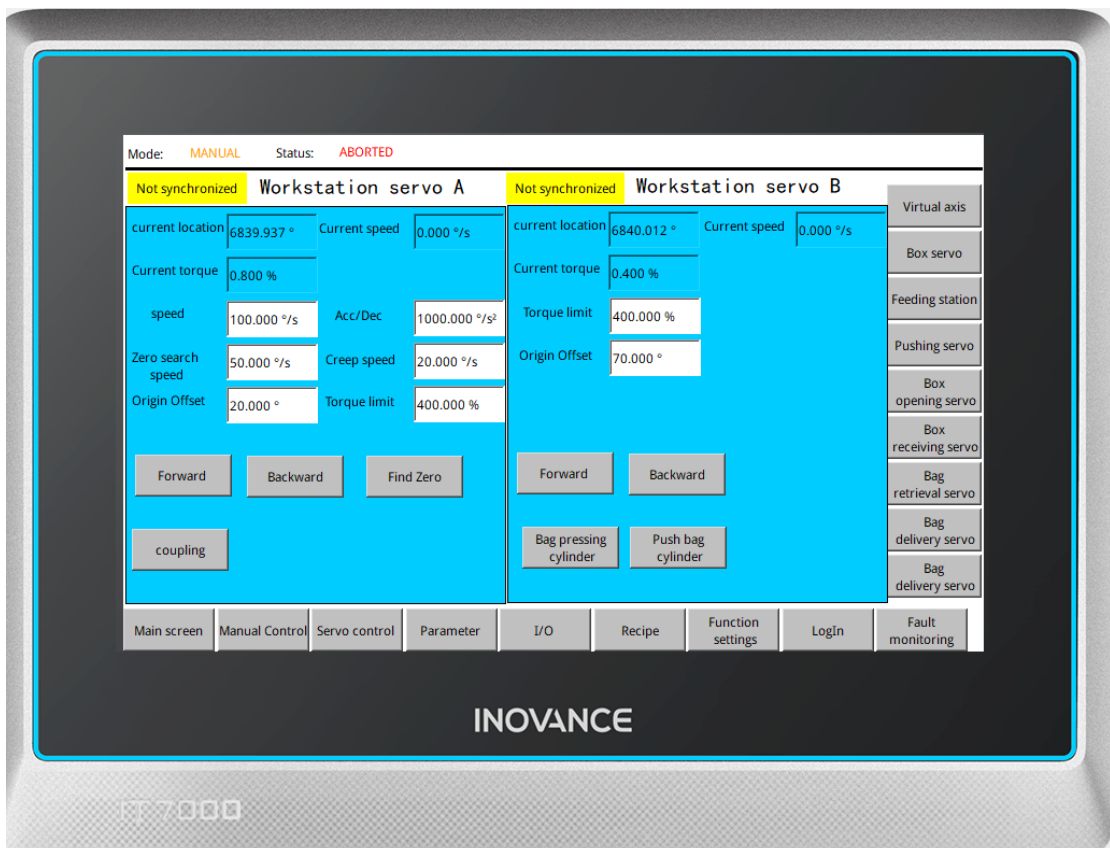 Mode: MANUAL Status: ABORTED
Not synchronized Workstation servo A
current location 6839.937 ° Current speed 0.000 °/s
Current torque 0.800 %
speed 100.000 °/s Acc/Dec 1000.000 °/s²
Zero search
speed
50.000 °/s Creep speed 20.000 °/s
Origin Offset 20.000 ° Torque limit 400.000 %
Forward Backward Find Zero
coupling
Not synchronized Workstation servo B
current location 6840.012 ° Current speed 0.000 °/s
Current torque 0.400 %
Torque limit 400.000 %
Origin Offset 70.000 °
Forward Backward
Bag pressing
cylinder
Push bag
cylinder
Virtual axis
Box servo
Feeding station
Pushing servo
Box
opening servo
Box
receiving servo
Bag
retrieval servo
Bag
delivery servo
Bag
delivery servo
Main screen Manual Control Servo control Parameter I/O Recipe
Function
settings
LogIn
Fault
monitoring
INOVANCE
IT7000